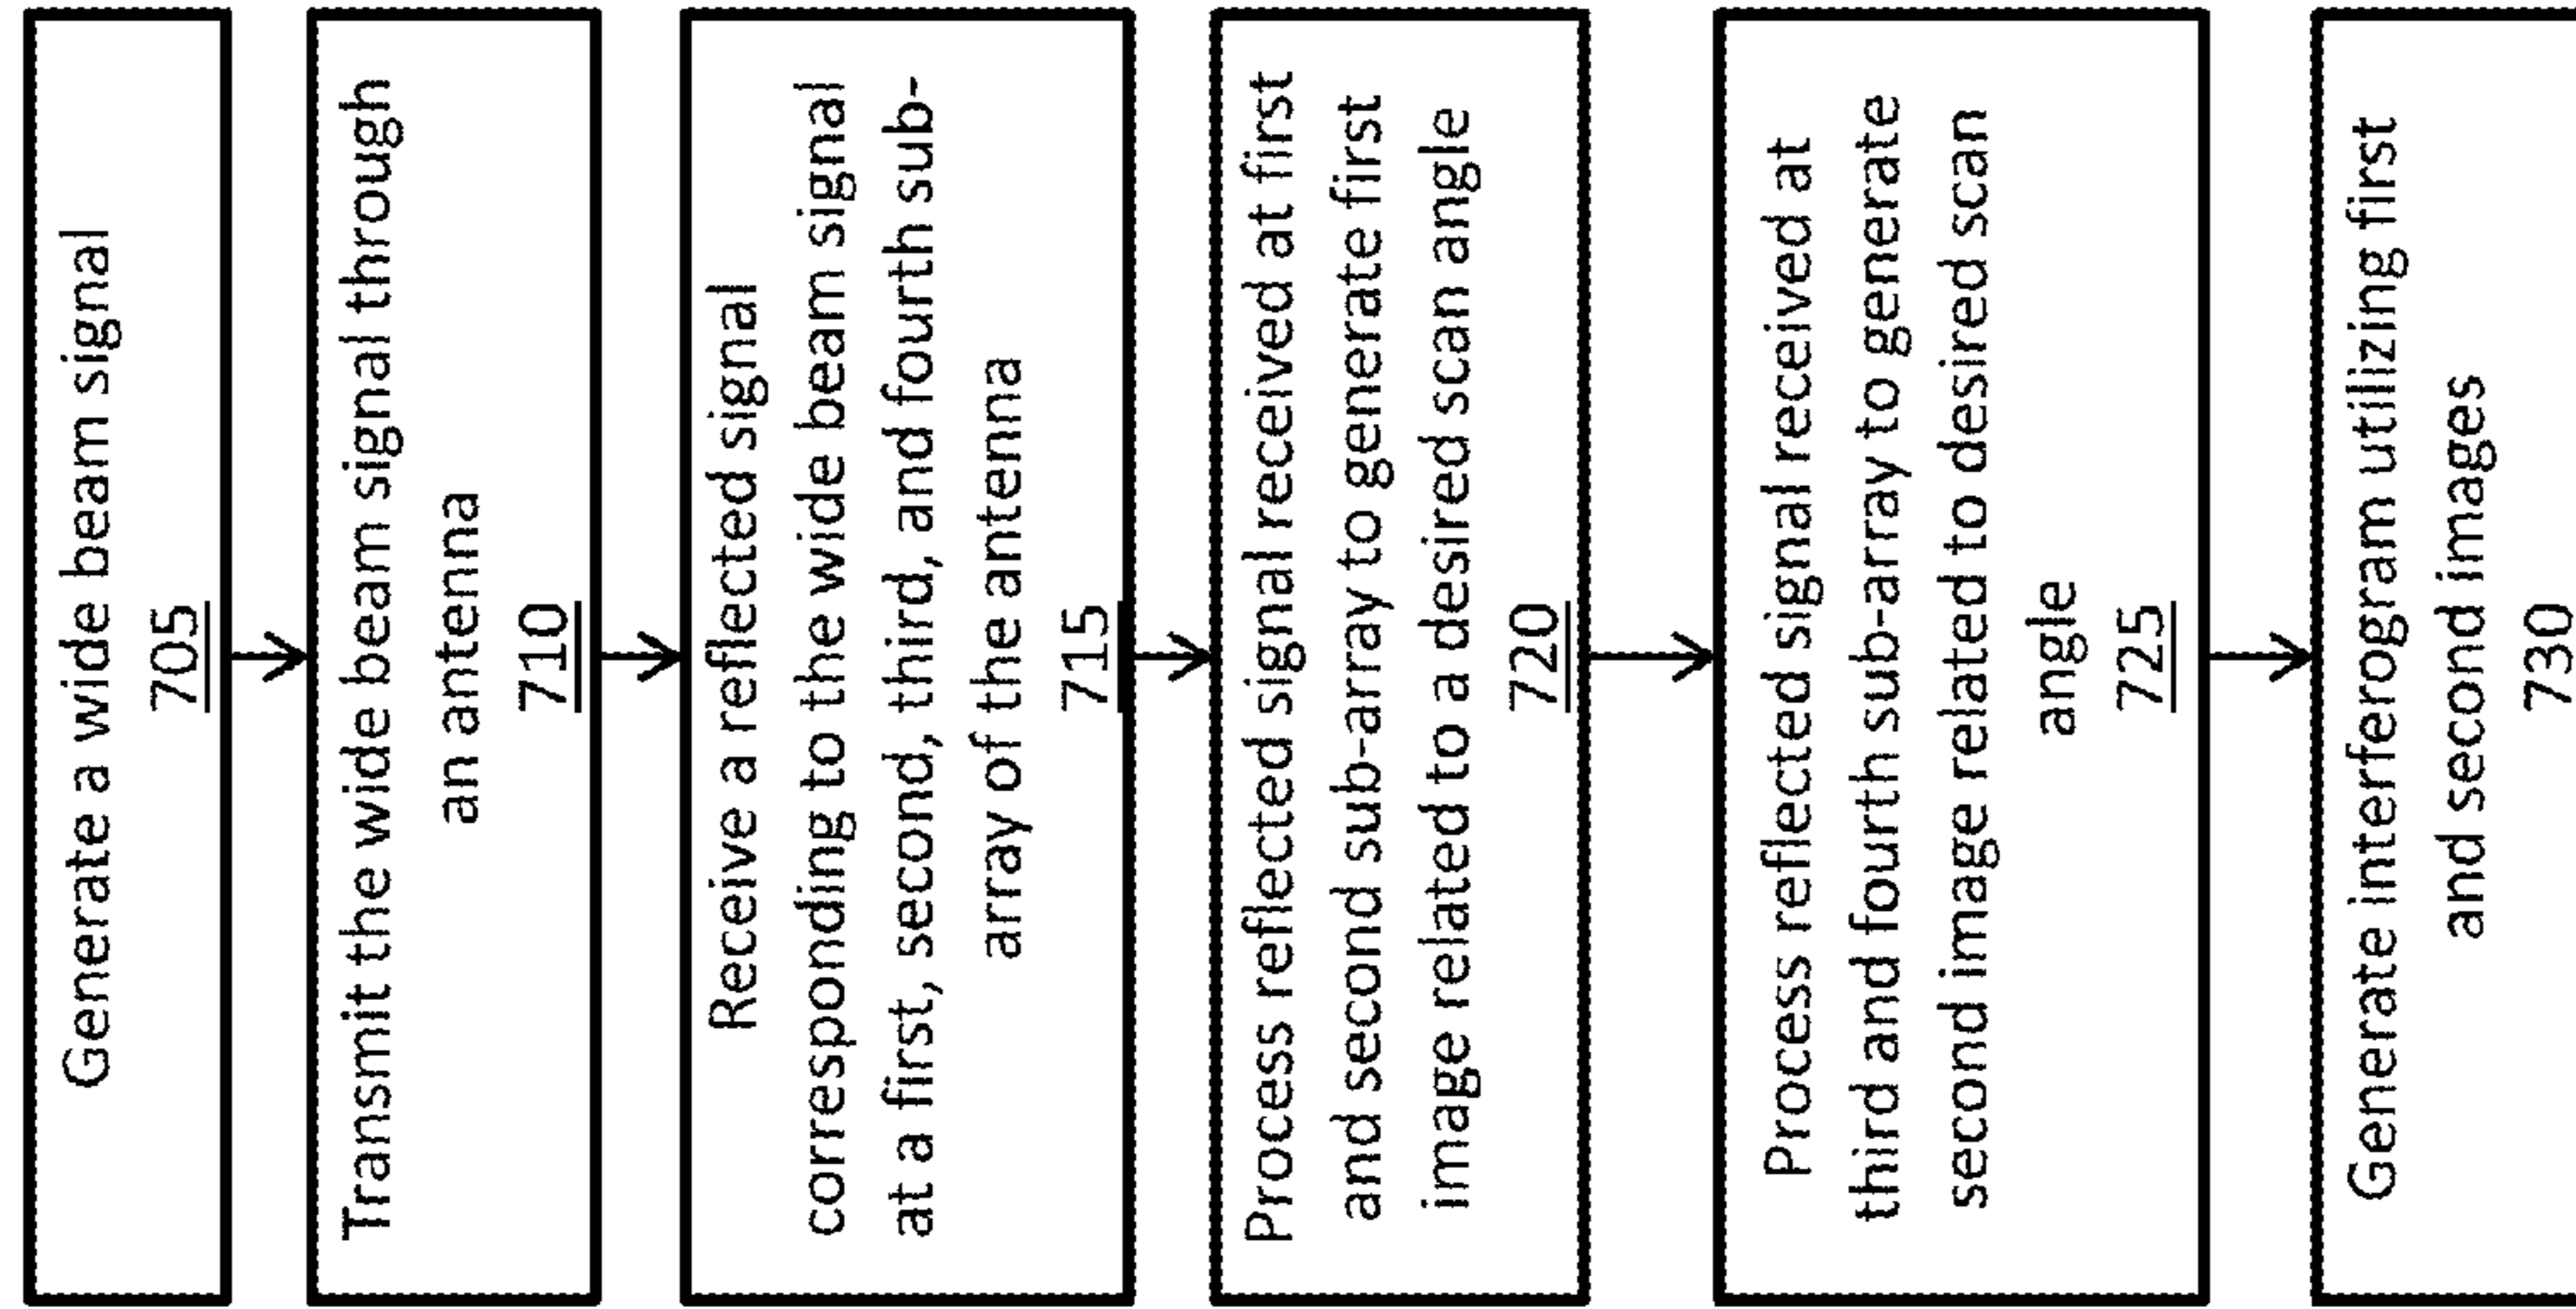 Generate a wide beam signal
705
Transmit the wide beam signal through
an antenna
710
Receive a reflected signal
corresponding to the wide beam signal
at a first, second, third, and fourth sub-
array of the antenna
715
Process reflected signal received at first
and second sub-array to generate first
image related to a desired scan angle
720
Process reflected signal received at
third and fourth sub-array to generate
second image related to desired scan
angle
725
Generate interferogram utilizing first
and second images
730